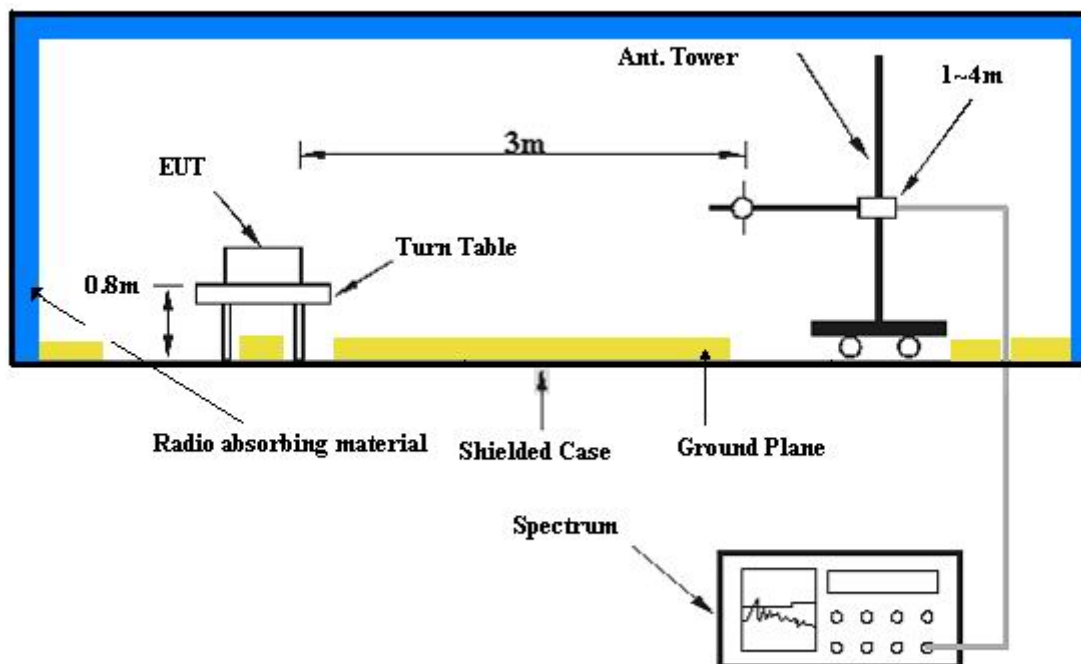 Ant. Tower
1~4m
3m
EUT
Turn Table
0.8m
Radio absorbing material
Shielded Case
Ground Plane
Spectrum